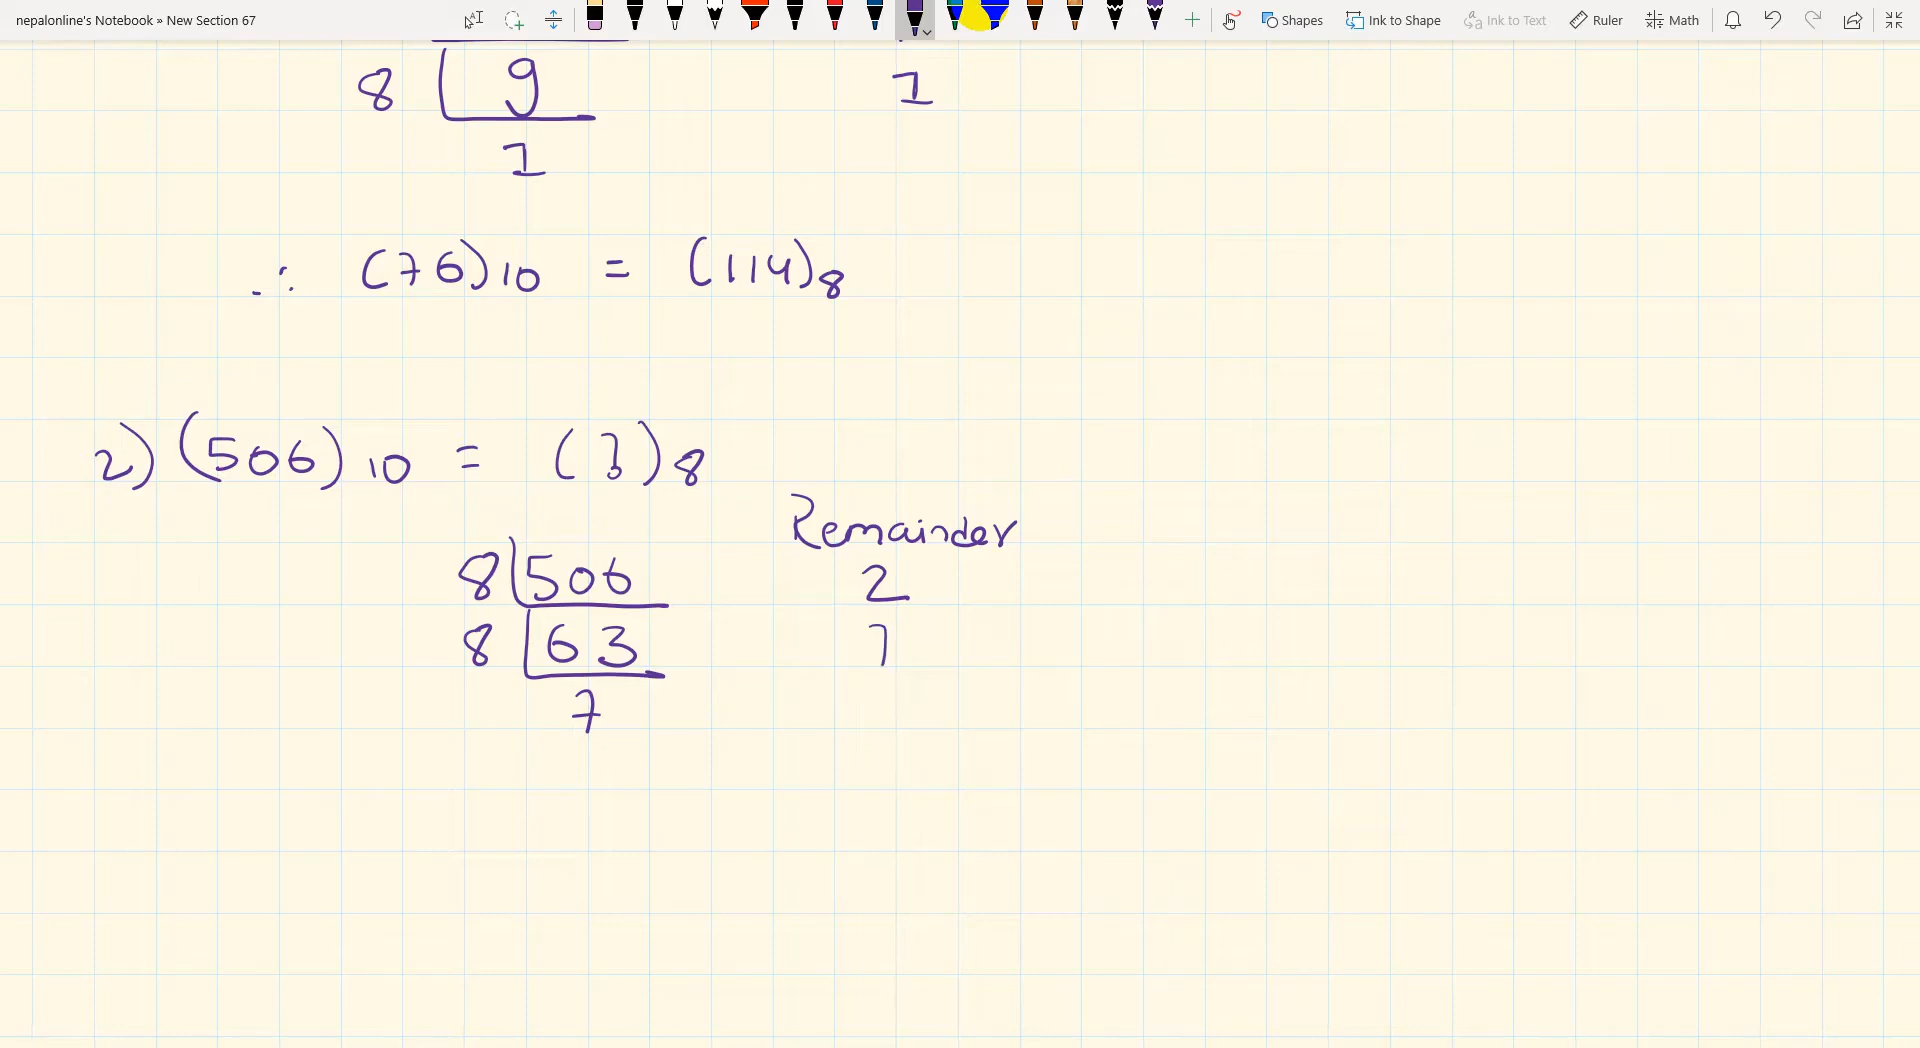 nepalonline's Notebook » New Section 67
Shapes Ink to Shape Ink to Text Ruler Math
8 9 1
1
∴ (76)10 = (114)8
2) (506)10 = (?)8
Remainder
8 506 2
8 63 7
7